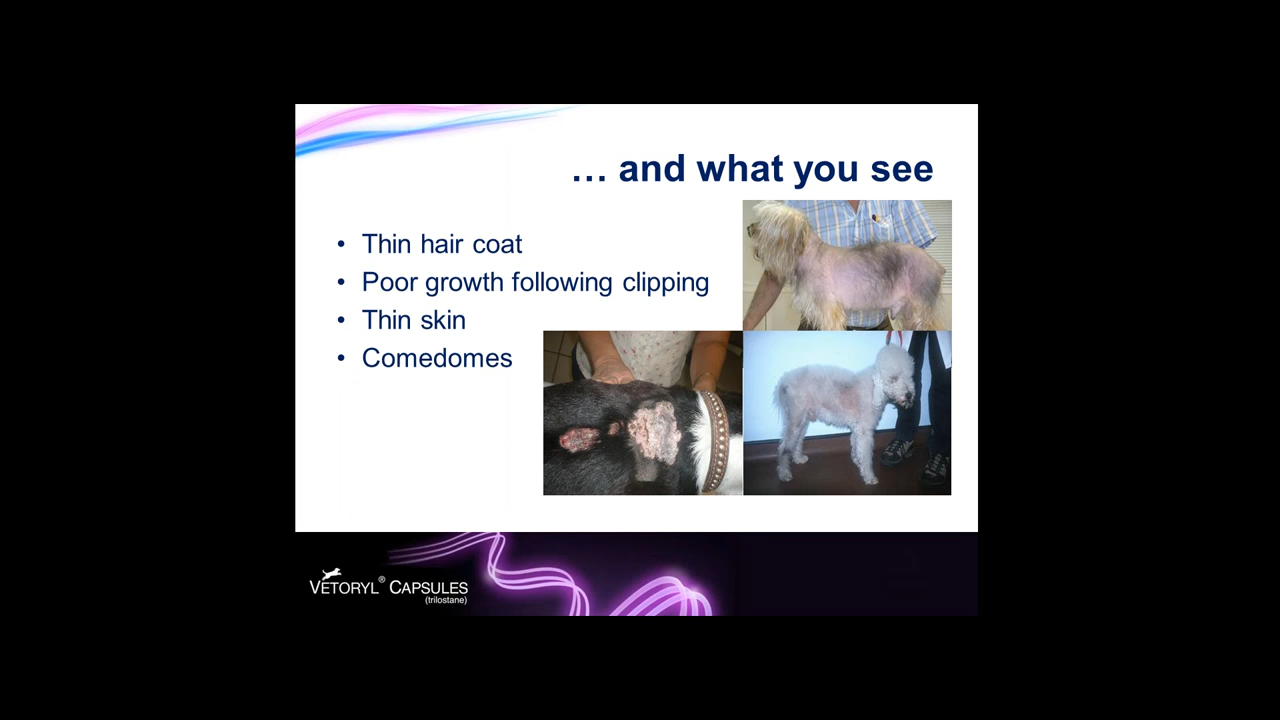 … and what you see
• Thin hair coat
• Poor growth following clipping
• Thin skin
• Comedomes
VETORYL® CAPSULES
(trilostane)